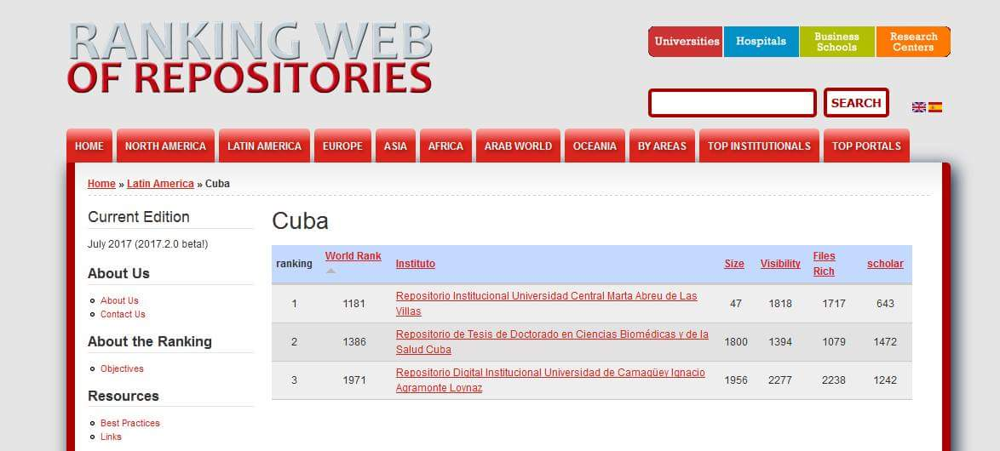 RANKING WEB
OF REPOSITORIES
Universities
Hospitals
Business
Schools
Research
Centers
SEARCH
HOME
NORTH AMERICA
LATIN AMERICA
EUROPE
ASIA
AFRICA
ARAB WORLD
OCEANIA
BY AREAS
TOP INSTITUTIONALS
TOP PORTALS
Home » Latin America » Cuba
Current Edition
July 2017 (2017.2.0 beta!)
About Us
About Us
Contact Us
About the Ranking
Objectives
Resources
Best Practices
Links
Cuba
ranking World Rank Instituto Size Visibility Files
Rich scholar
1 1181 Repositorio Institucional Universidad Central Marta Abreu de Las
Villas 47 1818 1717 643
2 1386 Repositorio de Tesis de Doctorado en Ciencias Biomédicas y de la
Salud Cuba 1800 1394 1079 1472
3 1971 Repositorio Digital Institucional Universidad de Camagüey Ignacio
Agramonte Loynaz 1956 2277 2238 1242